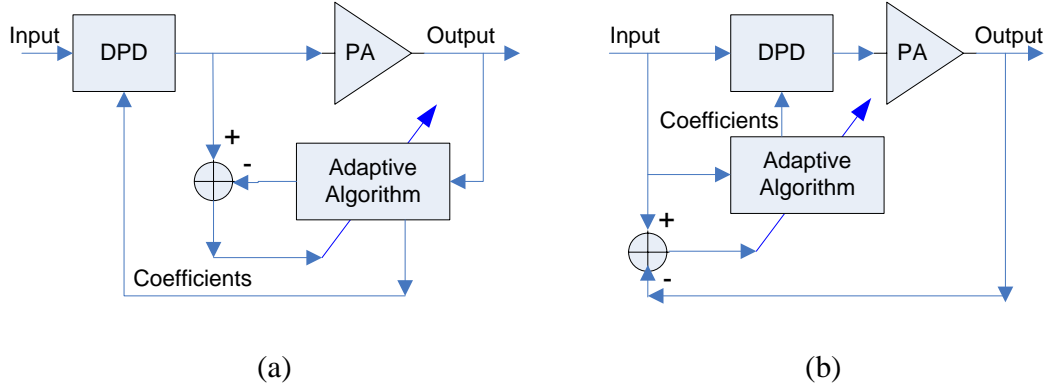 Input
DPD
PA
Output
+
-
Adaptive
Algorithm
Coefficients
(a)
Input
DPD
PA
Output
Coefficients
Adaptive
Algorithm
+
-
(b)